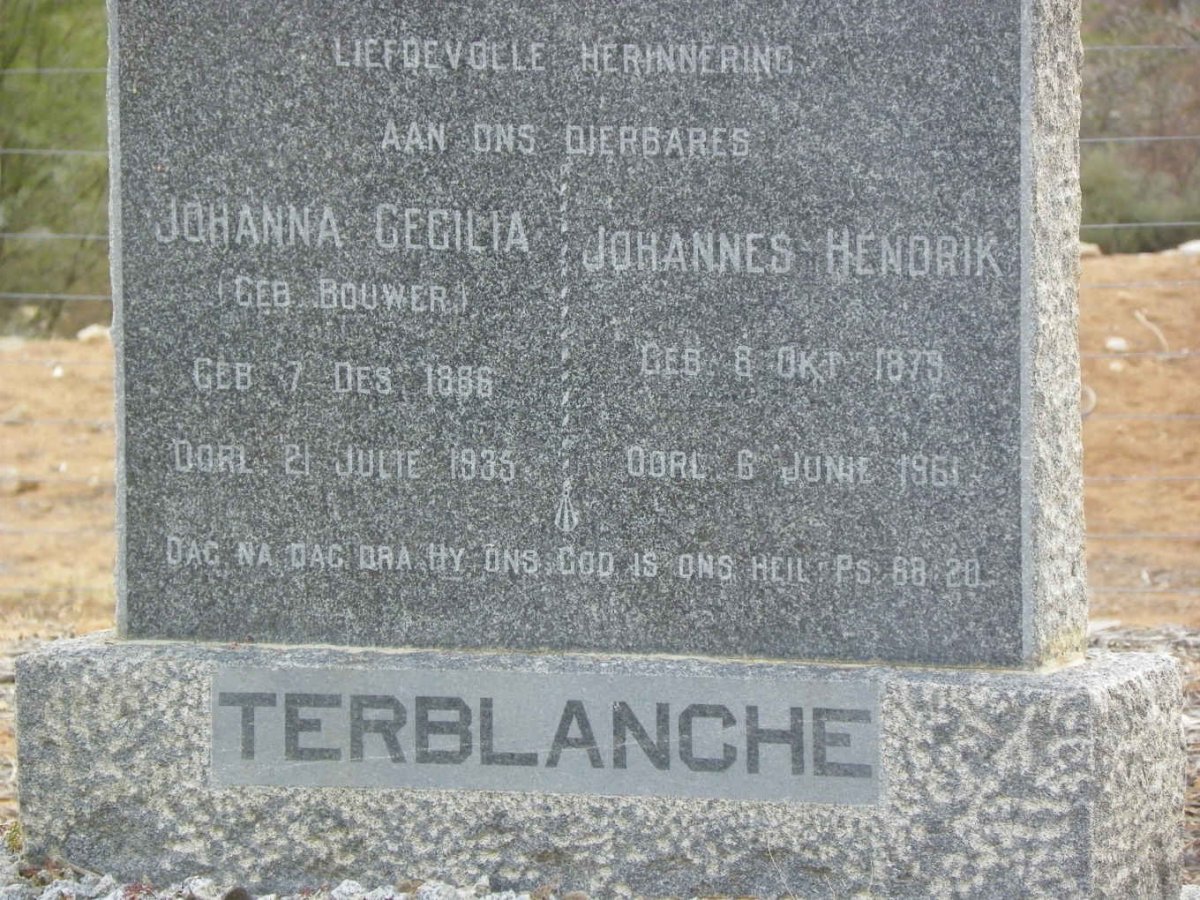 LIEFDEVOLLE HERINNERING
AAN ONS DIERBARES
JOHANNA CECILIA
(GEB. BOUWER)
GEB. 7 DES. 1886
OORL. 21 JULIE 1935
JOHANNES HENDRIK
GEB. 8 OKT. 1879
OORL. 6 JUNIE 1961
DAG NA DAG DRA HY ONS. GOD IS ONS HEIL. PS. 68:20.
TERBLANCHE